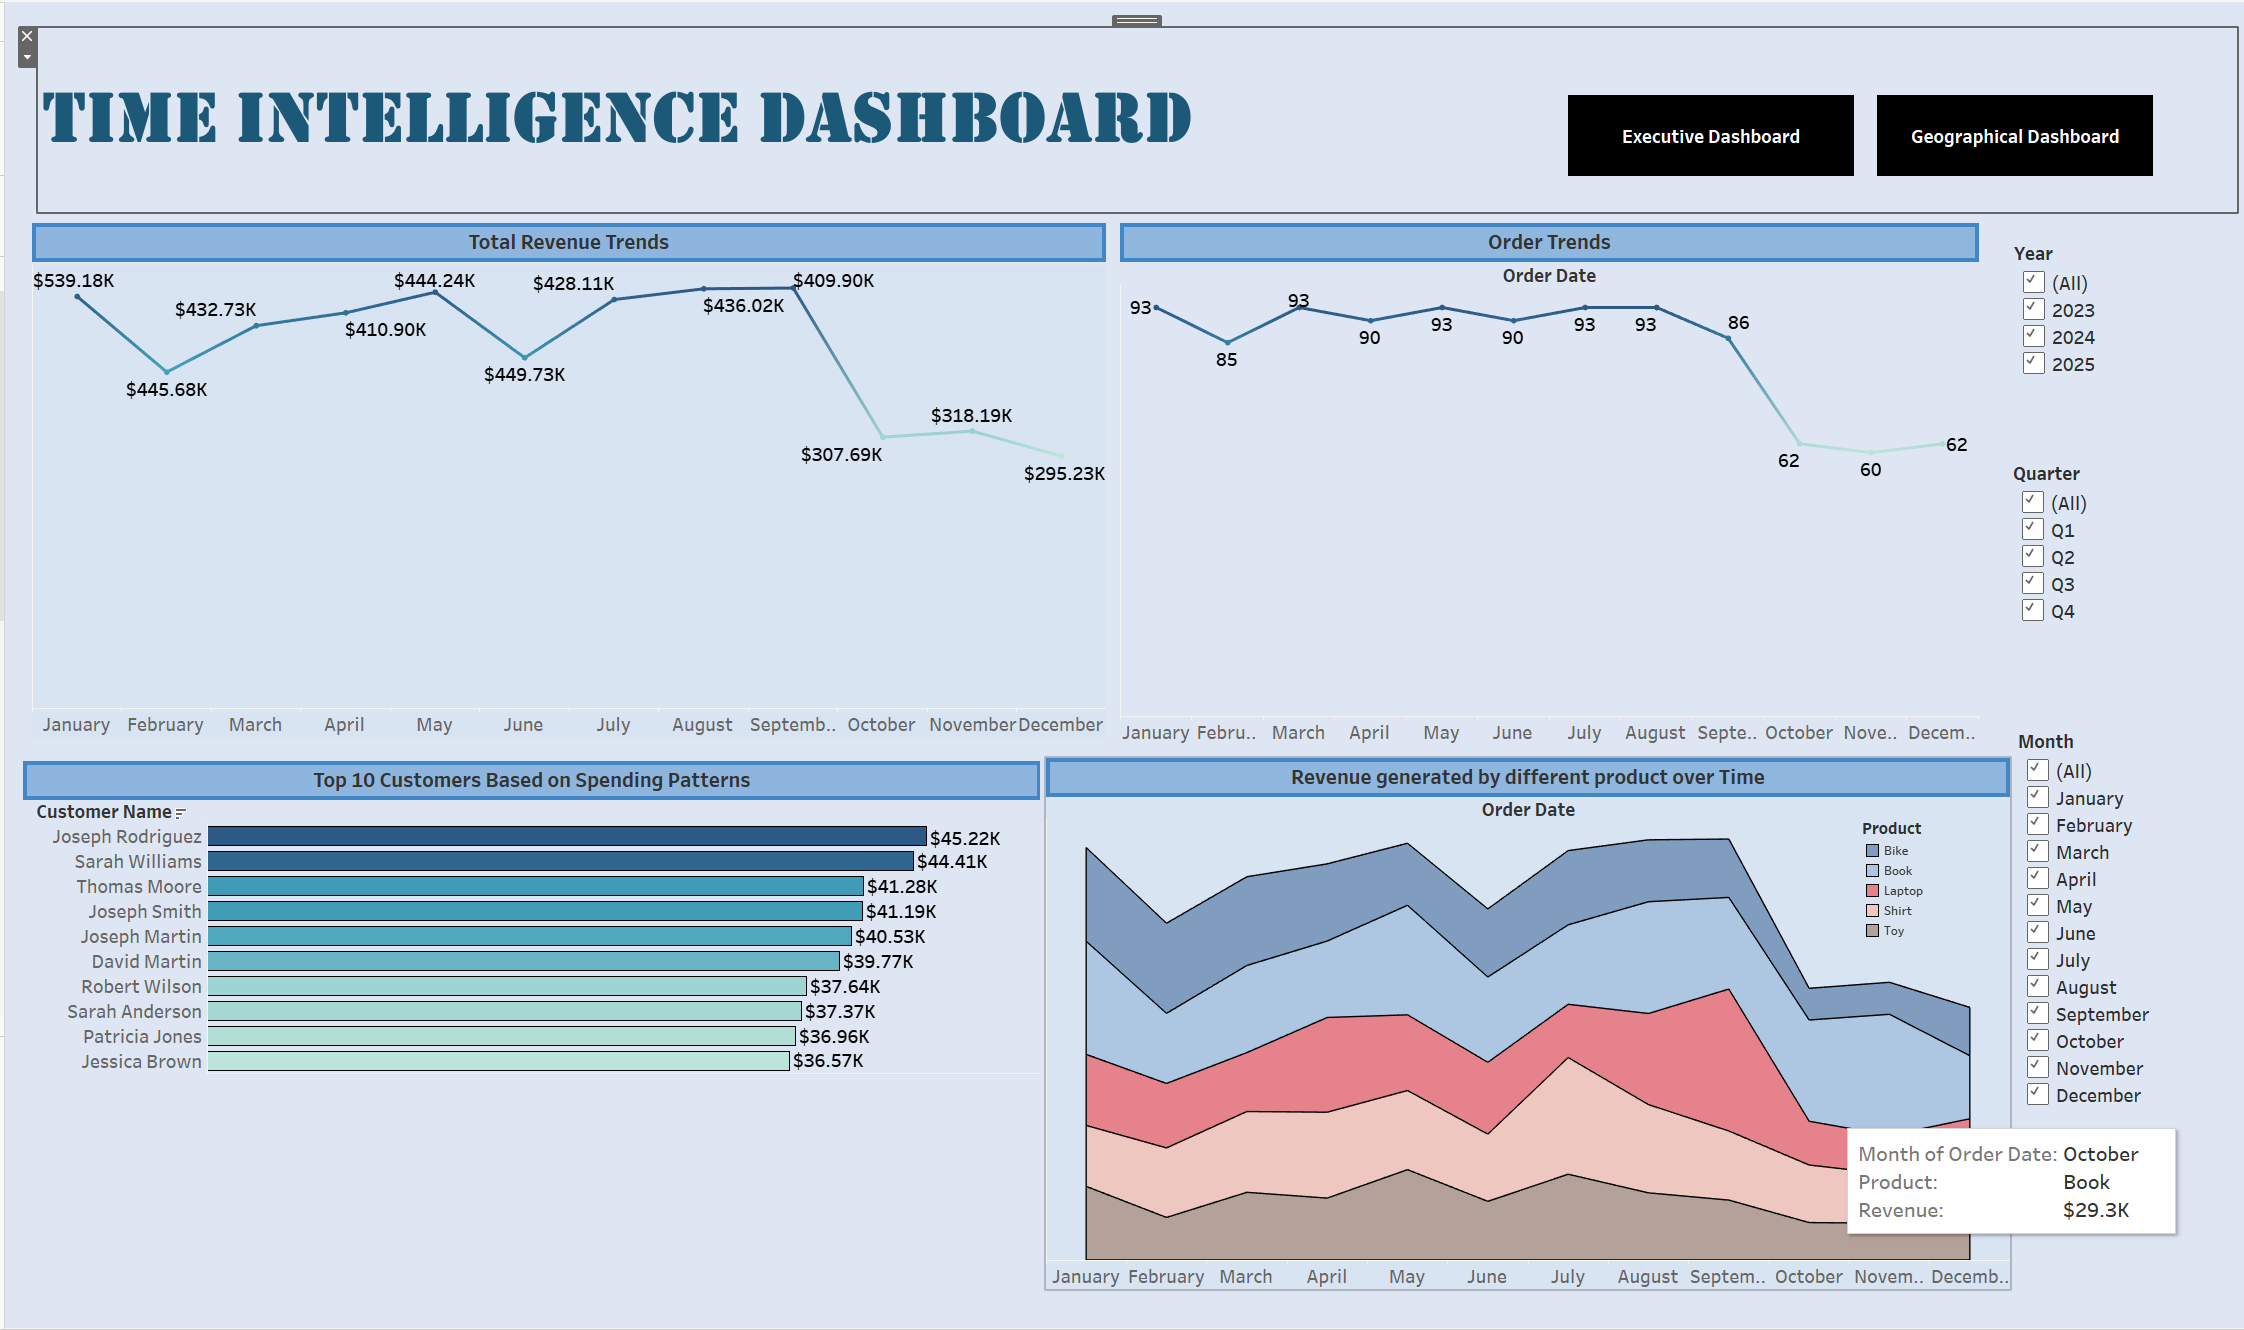 TIME INTELLIGENCE DASHBOARD
Executive Dashboard
Geographical Dashboard
Total Revenue Trends
$539.18K
$445.68K
$432.73K
$410.90K
$444.24K
$449.73K
$428.11K
$436.02K
$409.90K
$307.69K
$318.19K
$295.23K
January February March April May June July August Septemb.. October November December
Order Trends
Order Date
93
85
93
90
93
90
93
93
86
62
60
62
January Febru.. March April May June July August Septe.. October Nove.. Decem..
Year
(All)
2023
2024
2025
Quarter
(All)
Q1
Q2
Q3
Q4
Month
(All)
January
February
March
April
May
June
July
August
September
October
November
December
Top 10 Customers Based on Spending Patterns
Customer Name
Joseph Rodriguez $45.22K
Sarah Williams $44.41K
Thomas Moore $41.28K
Joseph Smith $41.19K
Joseph Martin $40.53K
David Martin $39.77K
Robert Wilson $37.64K
Sarah Anderson $37.37K
Patricia Jones $36.96K
Jessica Brown $36.57K
Revenue generated by different product over Time
Order Date
Product
Bike
Book
Laptop
Shirt
Toy
Month of Order Date: October
Product: Book
Revenue: $29.3K
January February March April May June July August Septem.. October Novem.. Decemb..